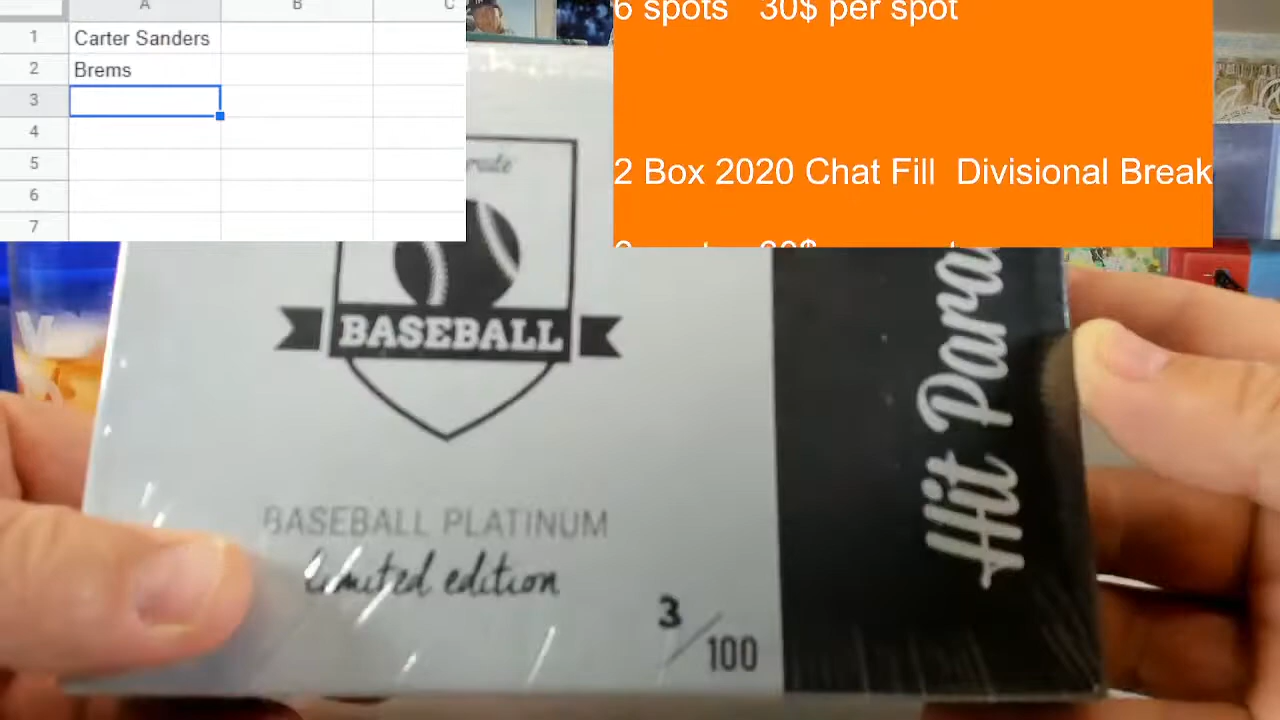 A B C
1 Carter Sanders
2 Brems
3
4
5
6
7
6 spots 30$ per spot
2 Box 2020 Chat Fill Divisional Break
BASEBALL
BASEBALL PLATINUM
limited edition
3/100
Hit Para